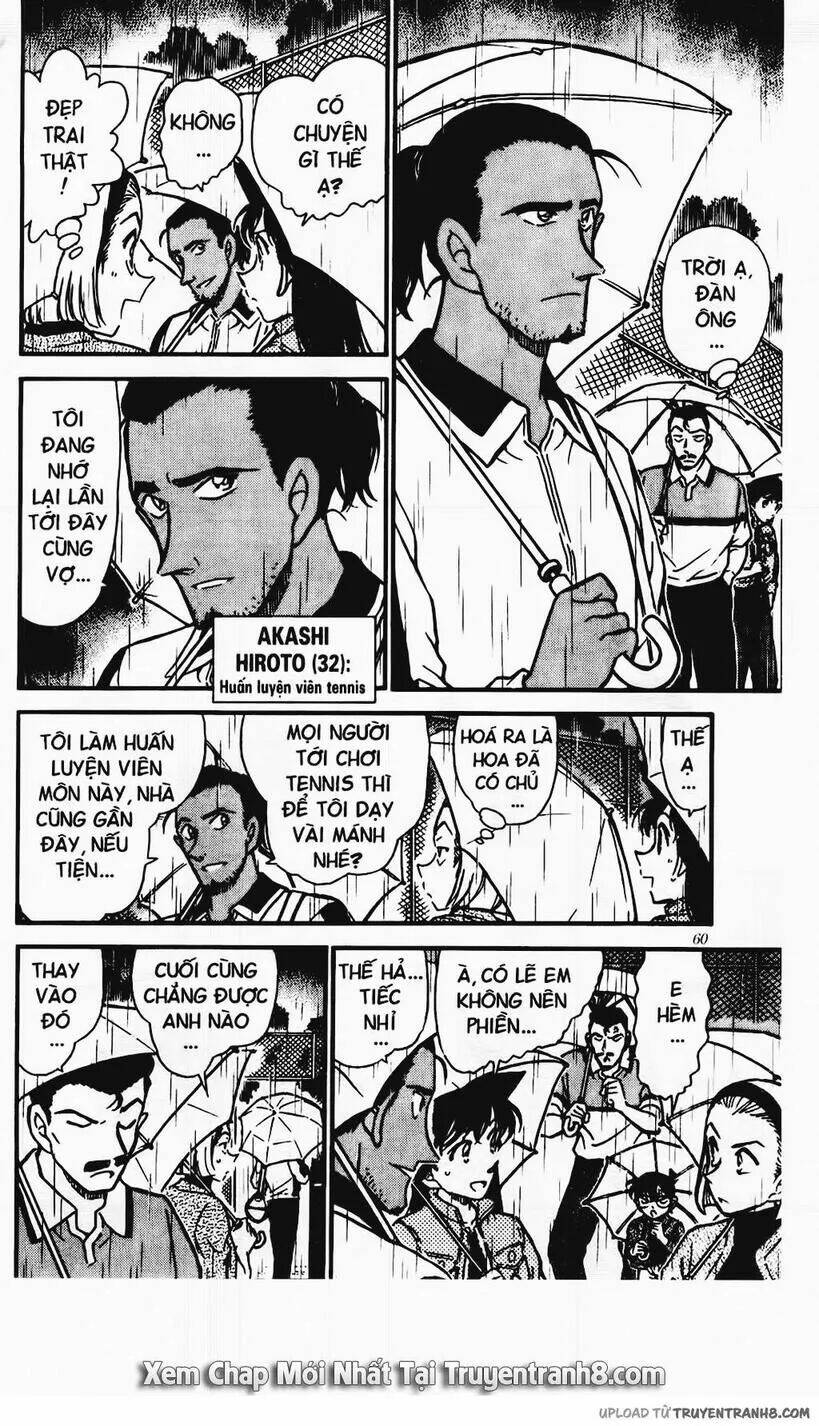 TRỜI Ạ,
ĐÀN
ÔNG
...
CÓ
CHUYỆN
GÌ THẾ
Ạ?
KHÔNG
...
ĐẸP
TRAI
THẬT
!
TÔI
ĐANG
NHỚ
LẠI LẦN
TỚI ĐÂY
CÙNG
VỢ...
AKASHI
HIROTO (32):
Huấn luyện viên tennis
THẾ
Ạ
...
HOÁ RA LÀ
HOA ĐÃ
CÓ CHỦ
...
MỌI NGƯỜI
TỚI CHƠI
TENNIS THÌ
ĐỂ TÔI DẠY
VÀI MÁNH
NHÉ?
TÔI LÀM HUẤN
LUYỆN VIÊN
MÔN NÀY, NHÀ
CŨNG GẦN
ĐÂY, NẾU
TIỆN...
60
E
HÈM
...
À, CÓ LẼ EM
KHÔNG NÊN
PHIỀN...
THẾ HẢ...
TIẾC
NHỈ
...
CUỐI CÙNG
CHẲNG ĐƯỢC
ANH NÀO
...
THAY
VÀO
ĐÓ ...
Xem Chap Mới Nhất Tại Truyentranh8.com
UPLOAD TỪ TRUYENTRANH8.COM